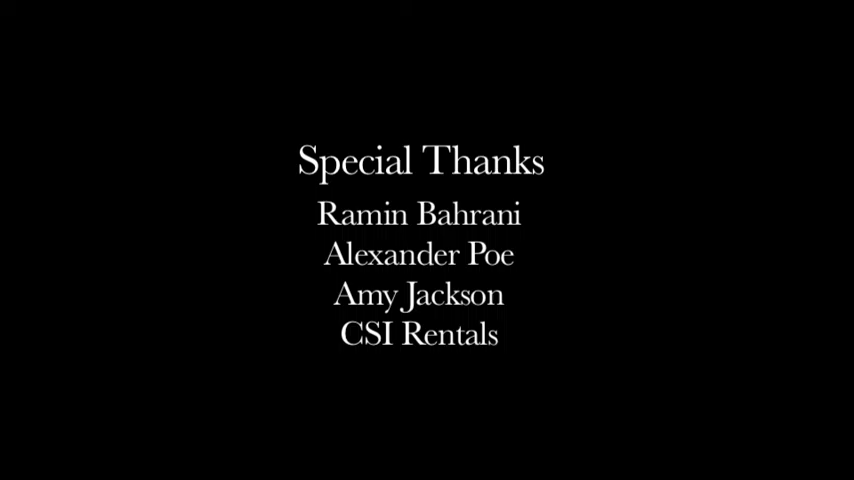 Special Thanks
Ramin Bahrani
Alexander Poe
Amy Jackson
CSI Rentals